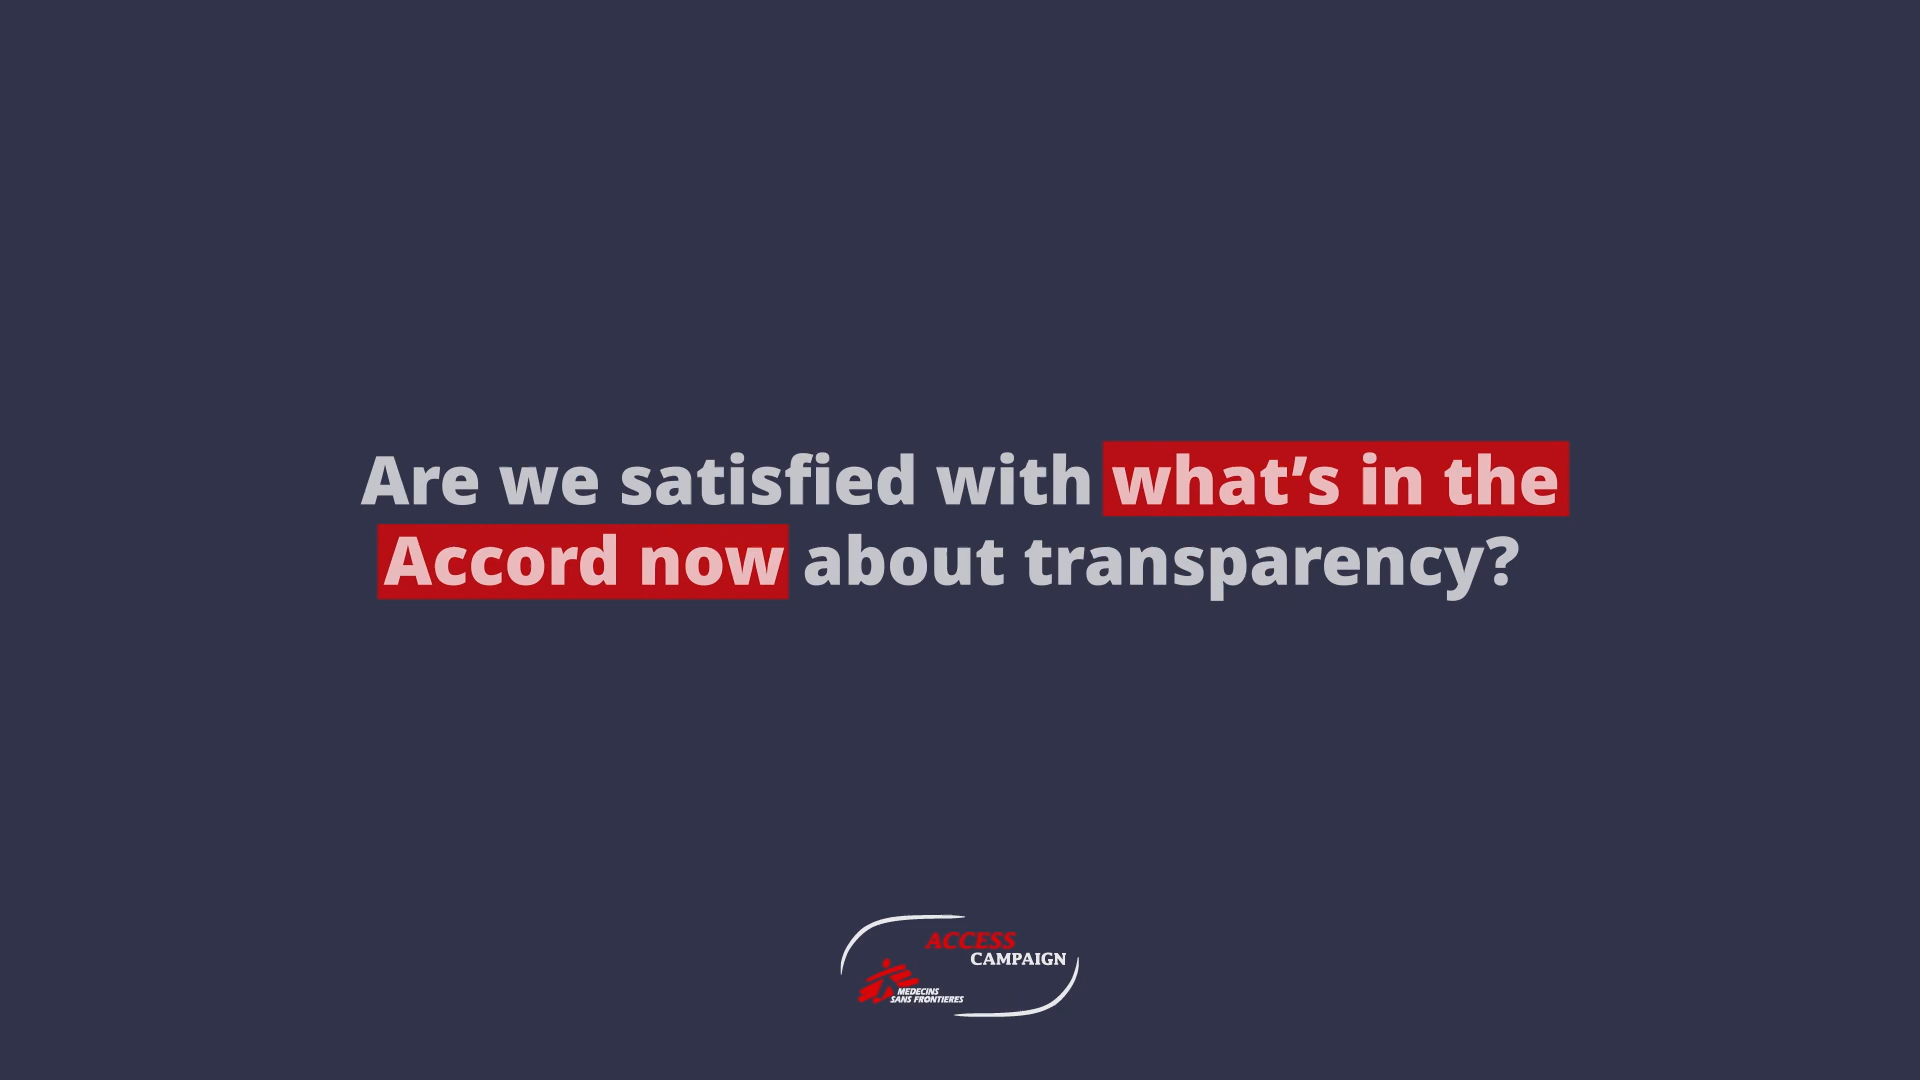 Are we satisfied with what’s in the
Accord now about transparency?
ACCESS
CAMPAIGN
MEDECINS
SANS FRONTIERES